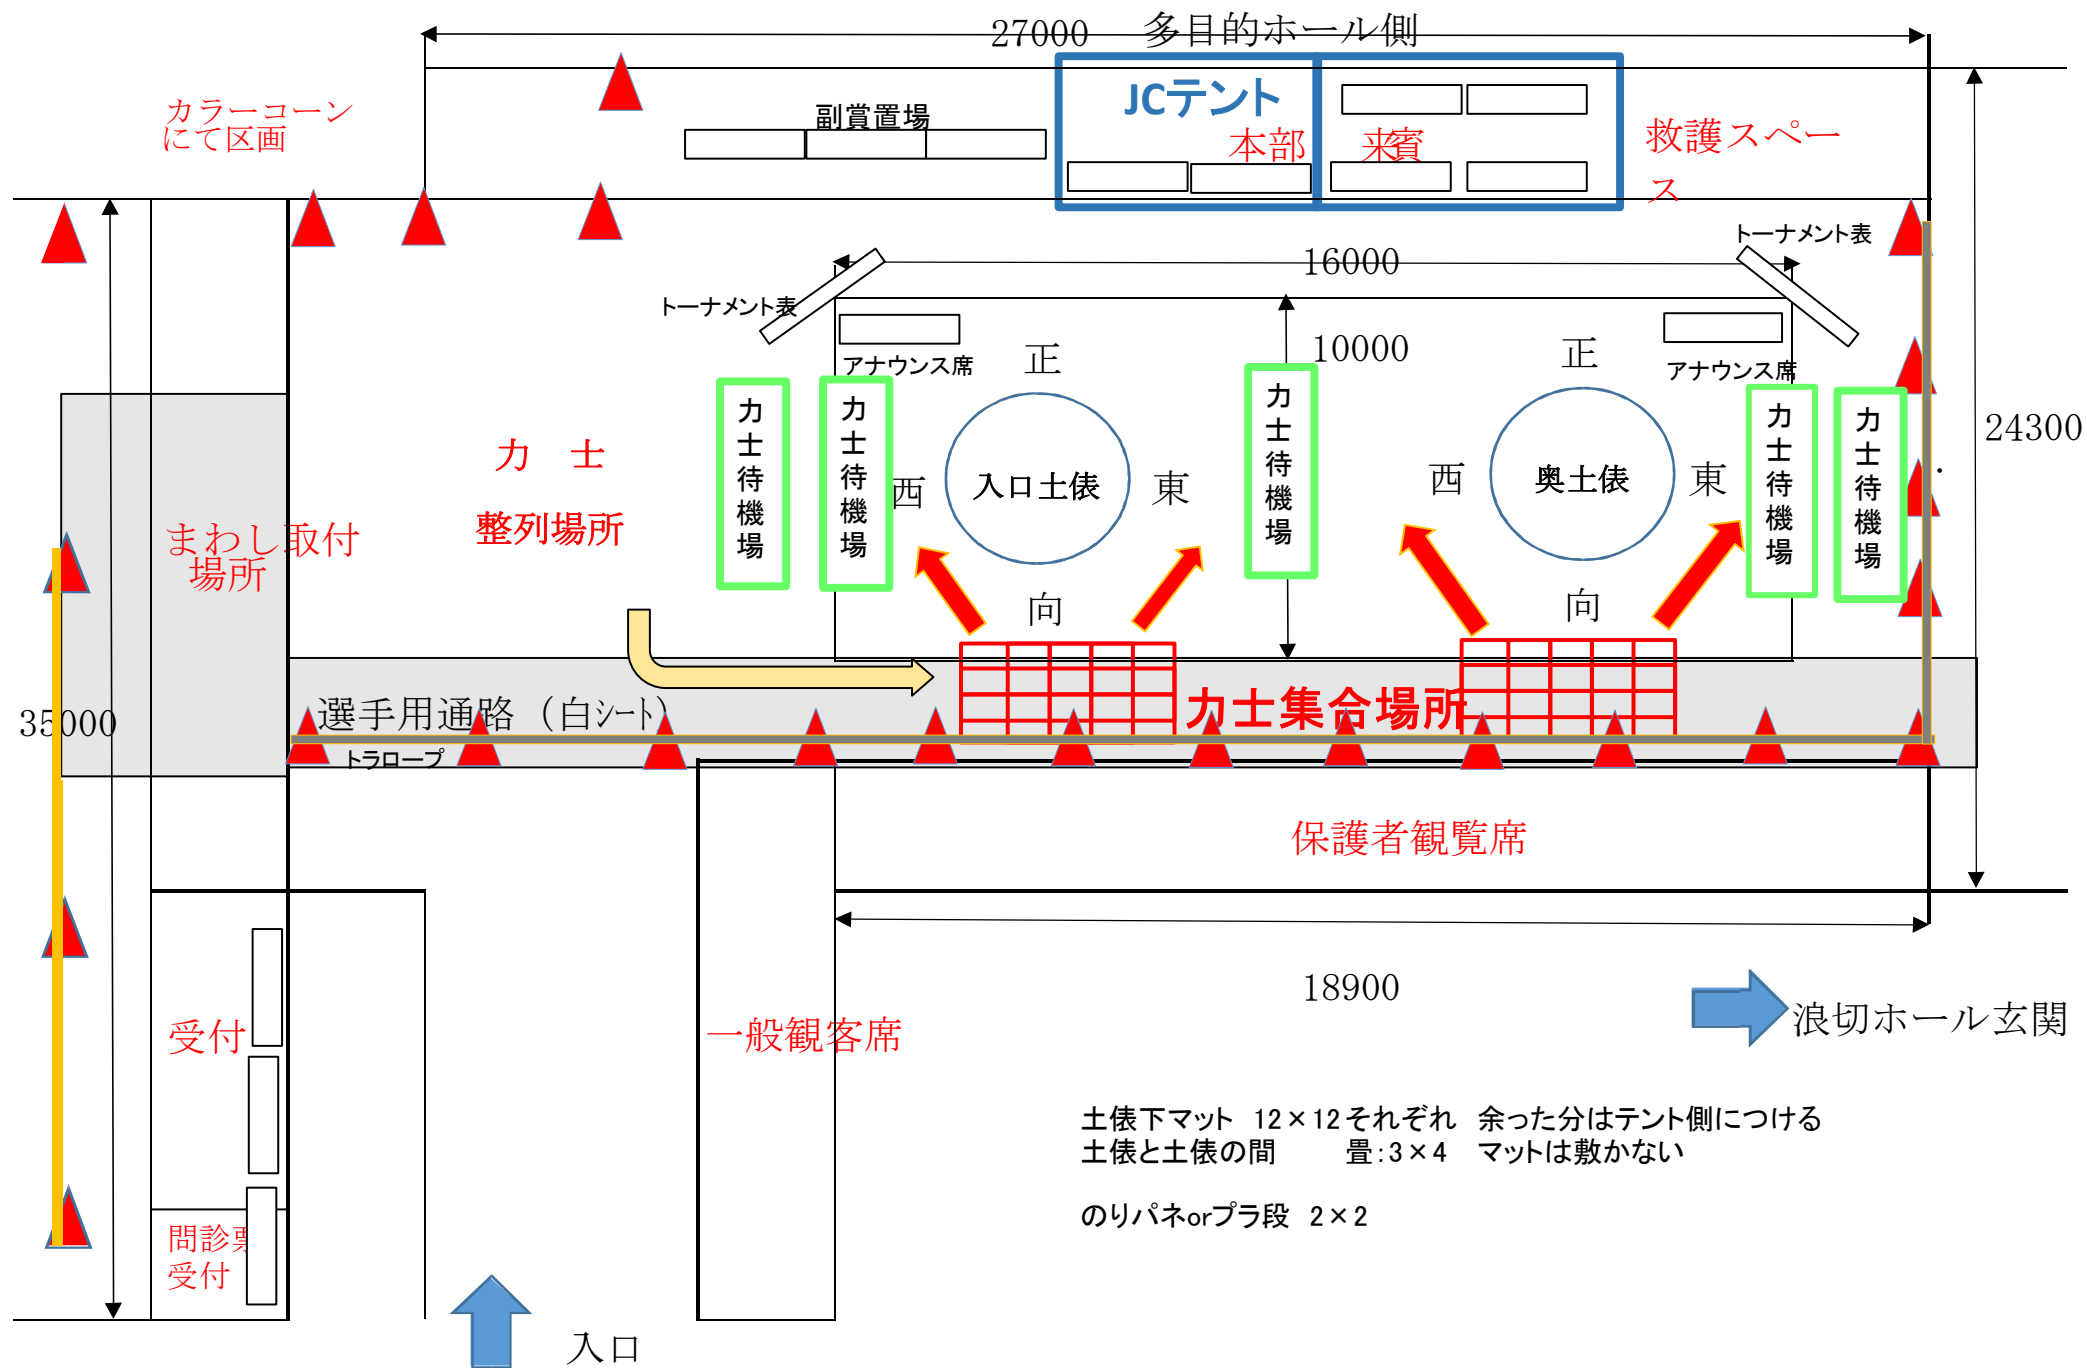 27000
多目的ホール側
カラーコーン
にて区画
副賞置場
JCテント
本部
来賓
救護スペー
ス
トーナメント表
トーナメント表
16000
10000
アナウンス席
アナウンス席
正
正
24300
力士待機場
力士待機場
力士待機場
力士待機場
力士待機場
力　士
整列場所
西
入口土俵
東
西
奥土俵
東
まわし取付
場所
向
向
35000
選手用通路（白シート）
力士集合場所
トラロープ
保護者観覧席
18900
受付
一般観客席
浪切ホール玄関
土俵下マット　12×12それぞれ　余った分はテント側につける
土俵と土俵の間　　　畳：3×4　マットは敷かない
のりパネorプラ段　2×2
問診票
受付
入口